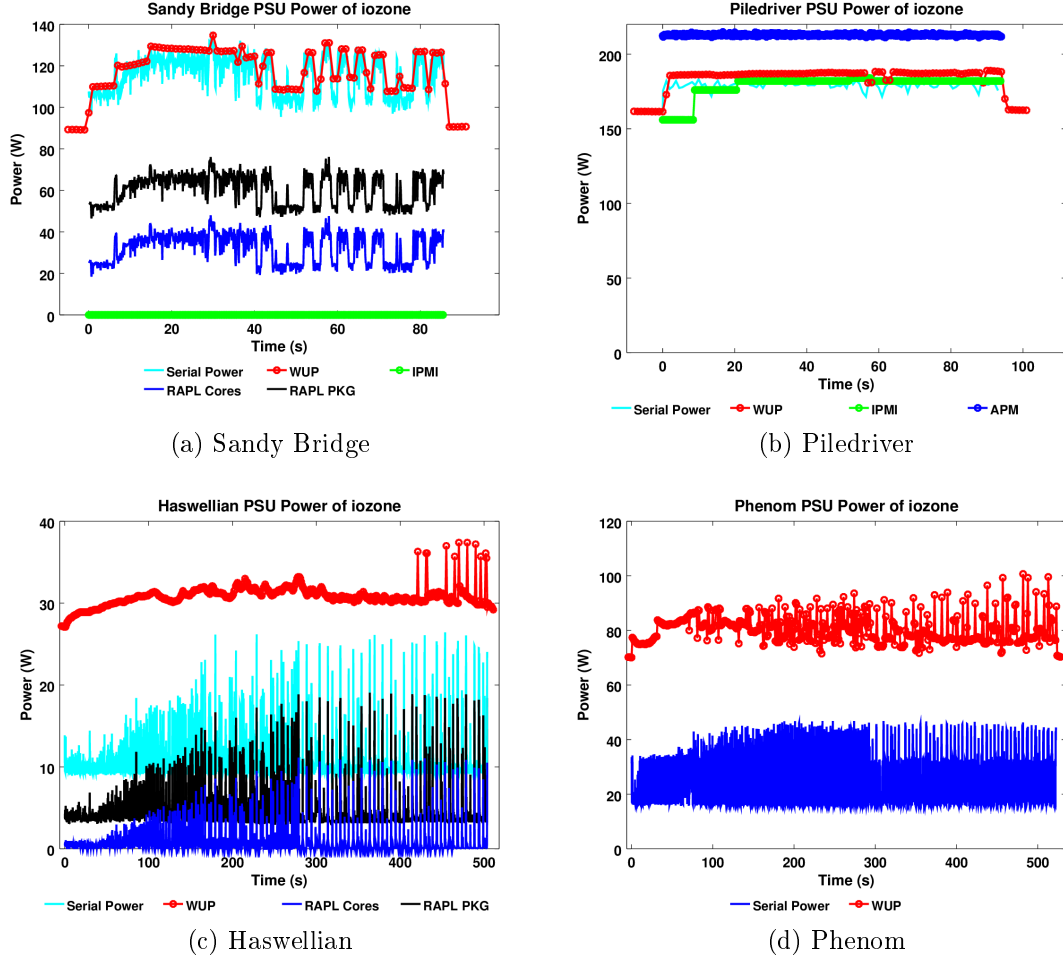 Sandy Bridge PSU Power of iozone
140
120
100
80
60
40
20
0
Power (W)
0 20 40 60 80
Time (s)
Serial Power WUP IPMI
RAPL Cores RAPL PKG
(a) Sandy Bridge
Piledriver PSU Power of iozone
200
150
100
50
0
Power (W)
0 20 40 60 80 100
Time (s)
Serial Power WUP IPMI APM
(b) Piledriver
Haswellian PSU Power of iozone
40
30
20
10
0
Power (W)
0 100 200 300 400 500
Time (s)
Serial Power WUP RAPL Cores RAPL PKG
(c) Haswellian
Phenom PSU Power of iozone
120
100
80
60
40
20
0
Power (W)
0 100 200 300 400 500
Time (s)
Serial Power WUP
(d) Phenom